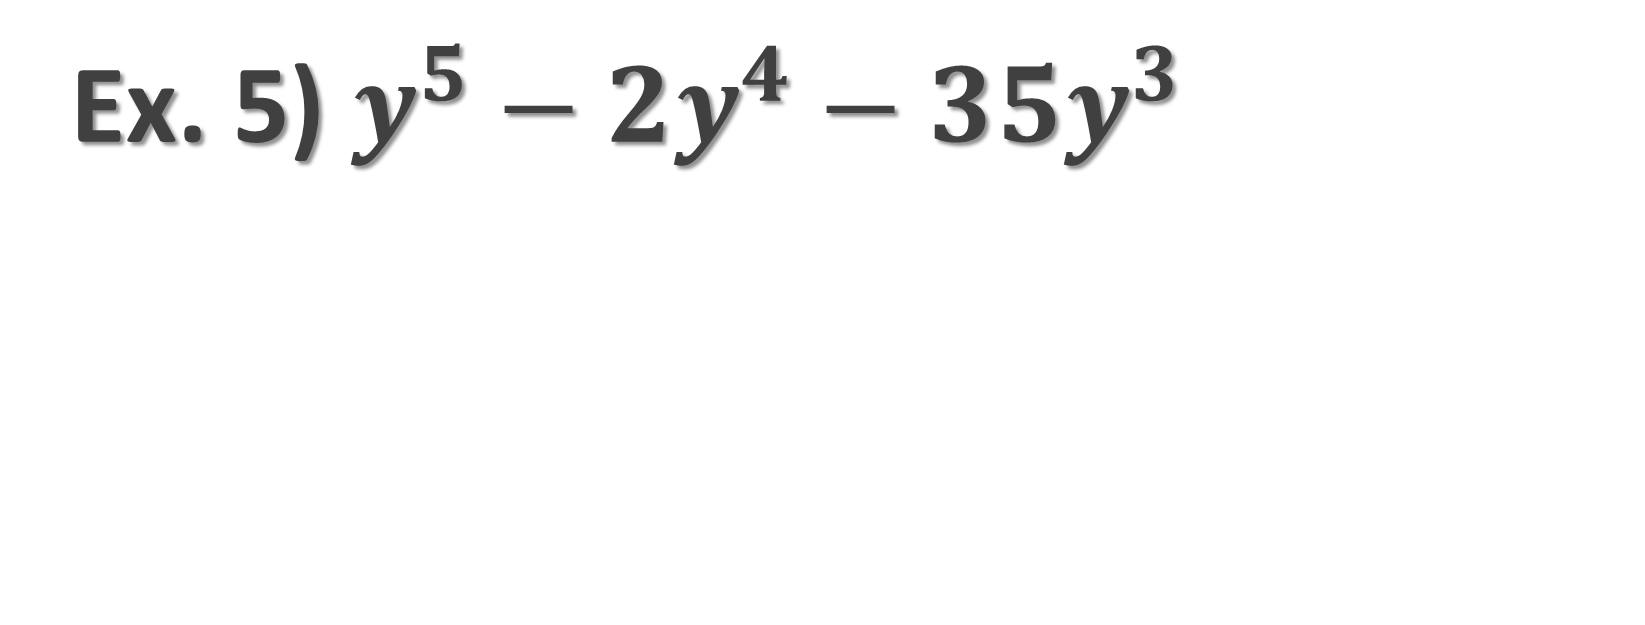 Ex. 5) y⁵ − 2y⁴ − 35y³